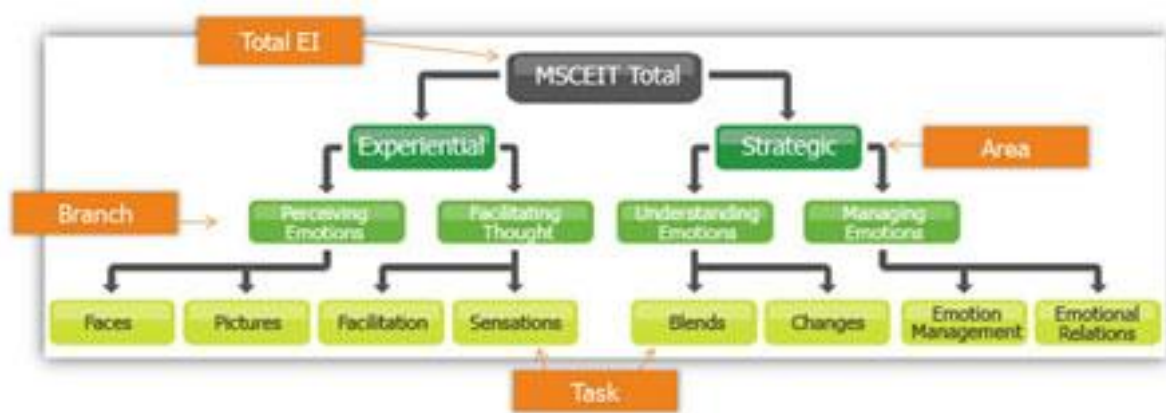 Total EI
MSCEIT Total
Experiential
Strategic
Area
Branch
Perceiving
Emotions
Facilitating
Thought
Understanding
Emotions
Managing
Emotions
Faces
Pictures
Facilitation
Sensations
Blends
Changes
Emotion
Management
Emotional
Relations
Task